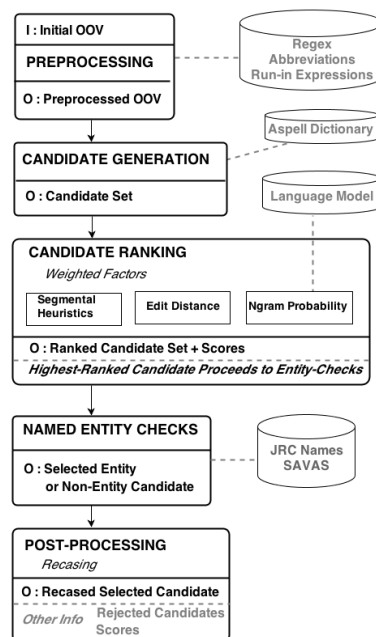 I : Initial OOV
PREPROCESSING
O : Preprocessed OOV
Regex
Abbreviations
Run-in Expressions
Aspell Dictionary
CANDIDATE GENERATION
O : Candidate Set
Language Model
CANDIDATE RANKING
Weighted Factors
Segmental
Heuristics
Edit Distance
Ngram Probability
O : Ranked Candidate Set + Scores
Highest-Ranked Candidate Proceeds to Entity-Checks
NAMED ENTITY CHECKS
O : Selected Entity
or Non-Entity Candidate
JRC Names
SAVAS
POST-PROCESSING
Recasing
O : Recased Selected Candidate
Other Info Rejected Candidates
Scores